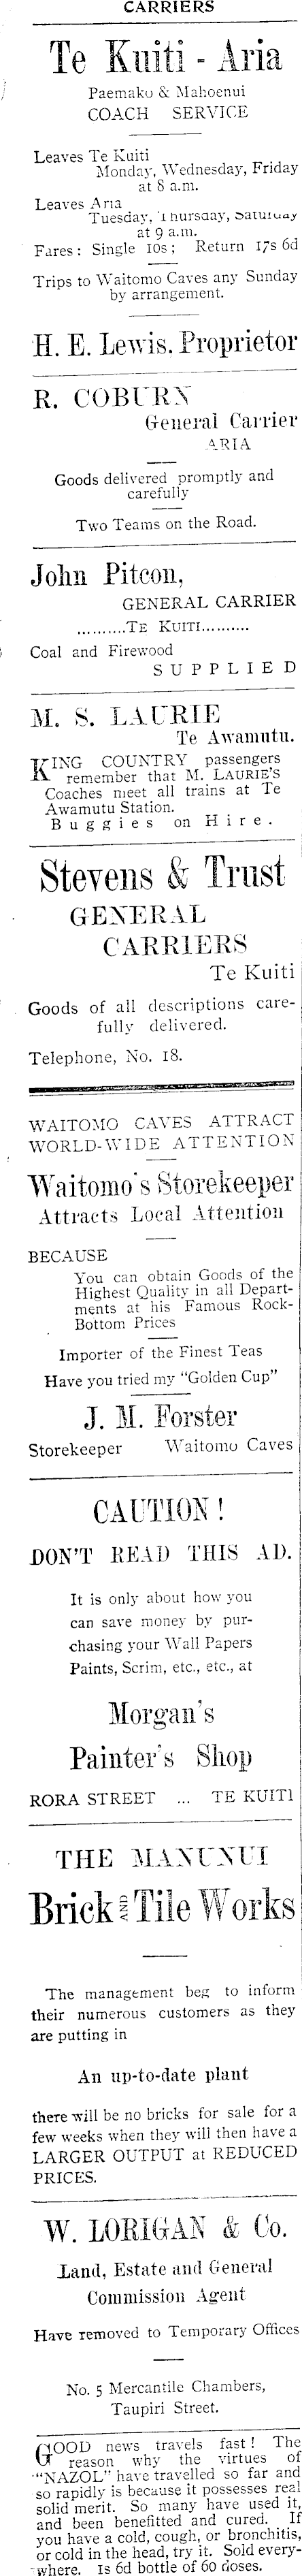 CARRIERS
Te Kuiti - Aria
Paemako & Mahoenui
COACH SERVICE
Leaves Te Kuiti
Monday, Wednesday, Friday
at 8 a.m.
Leaves Aria
Tuesday, Thursday, Saturday
at 9 a.m.
Fares: Single 10s; Return 17s 6d
Trips to Waitomo Caves any Sunday
by arrangement.
H. E. Lewis, Proprietor
R. COBURN
General Carrier
ARIA
Goods delivered promptly and
carefully
Two Teams on the Road.
John Pitcon,
GENERAL CARRIER
..........TE KUITI..........
Coal and Firewood
SUPPLIED
M. S. LAURIE
Te Awamutu.
KING COUNTRY passengers
remember that M. LAURIE'S
Coaches meet all trains at Te
Awamutu Station.
Buggies on Hire.
Stevens & Trust
GENERAL
CARRIERS
Te Kuiti
Goods of all descriptions care-
fully delivered.
Telephone, No. 18.
WAITOMO CAVES ATTRACT
WORLD-WIDE ATTENTION
Waitomo's Storekeeper
Attracts Local Attention
BECAUSE
You can obtain Goods of the
Highest Quality in all Depart-
ments at his Famous Rock-
Bottom Prices
Importer of the Finest Teas
Have you tried my "Golden Cup"
J. M. Forster
Storekeeper Waitomo Caves
CAUTION!
DON'T READ THIS AD.
It is only about how you
can save money by pur-
chasing your Wall Papers
Paints, Scrim, etc., etc., at
Morgan's
Painter's Shop
RORA STREET ... TE KUITI
THE MANUNUI
Brick AND Tile Works
The management beg to inform
their numerous customers as they
are putting in
An up-to-date plant
there will be no bricks for sale for a
few weeks when they will then have a
LARGER OUTPUT at REDUCED
PRICES.
W. LORIGAN & Co.
Land, Estate and General
Commission Agent
Have removed to Temporary Offices
No. 5 Mercantile Chambers,
Taupiri Street.
GOOD news travels fast! The
reason why the virtues of
"NAZOL" have travelled so far and
so rapidly is because it possesses real
solid merit. So many have used it,
and been benefitted and cured. If
you have a cold, cough, or bronchitis,
or cold in the head, try it. Sold every-
where. 1s 6d bottle of 60 doses.